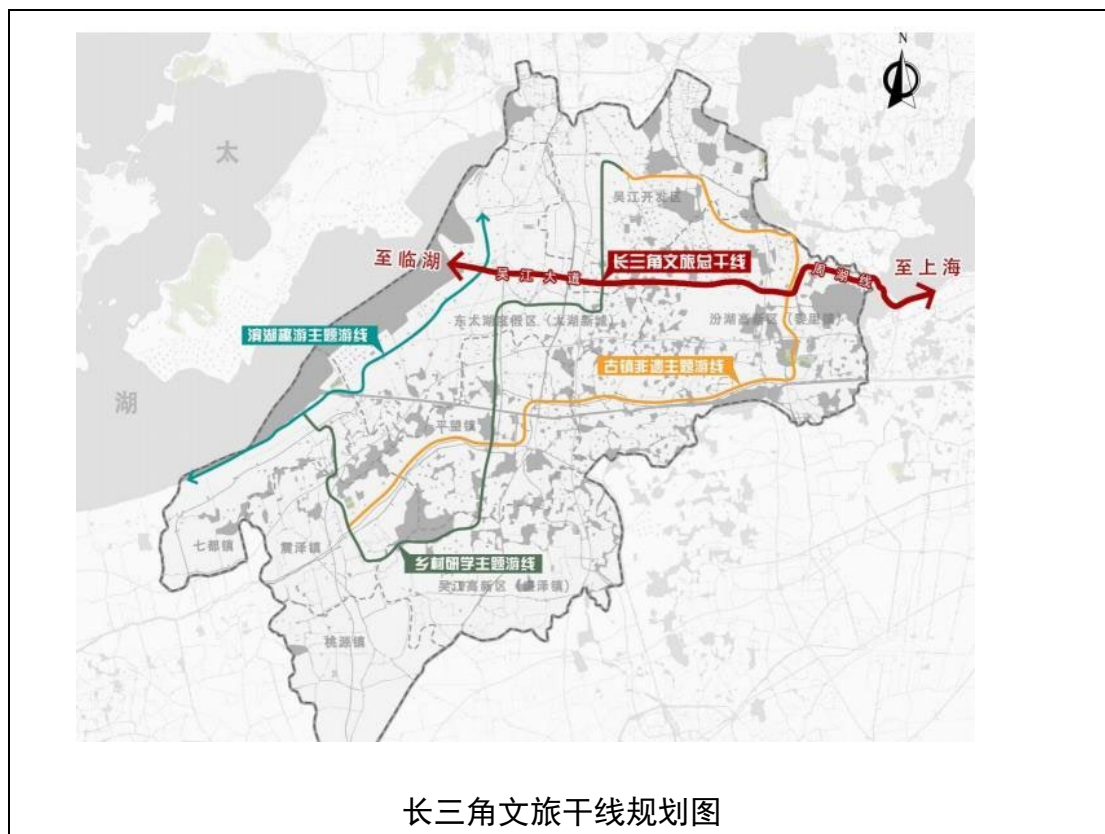 N
太
吴江开发区
至临湖
吴江大道
长三角文旅总干线
周湖线
至上海
滨湖趣游主题游线
东太湖度假区（太湖新城）
汾湖高新区（黎里镇）
湖
古镇非遗主题游线
平望镇
七都镇
震泽镇
乡村研学主题游线
吴江高新区（盛泽镇）
桃源镇
长三角文旅干线规划图